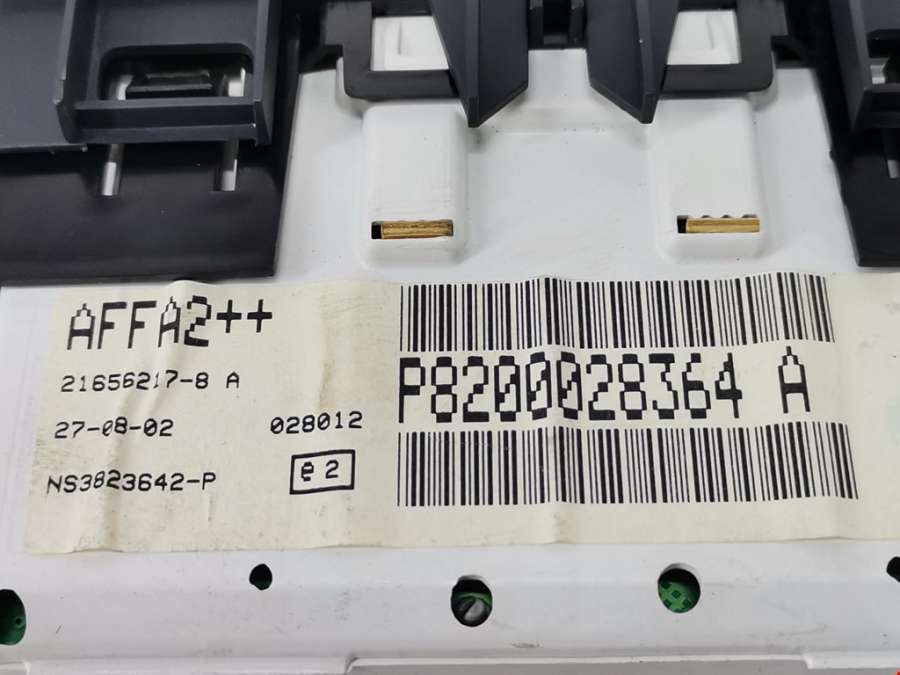 AFFA2++
21656217-8 A
27-08-02 028012
NS3823642-P
e2
P8200028364 A